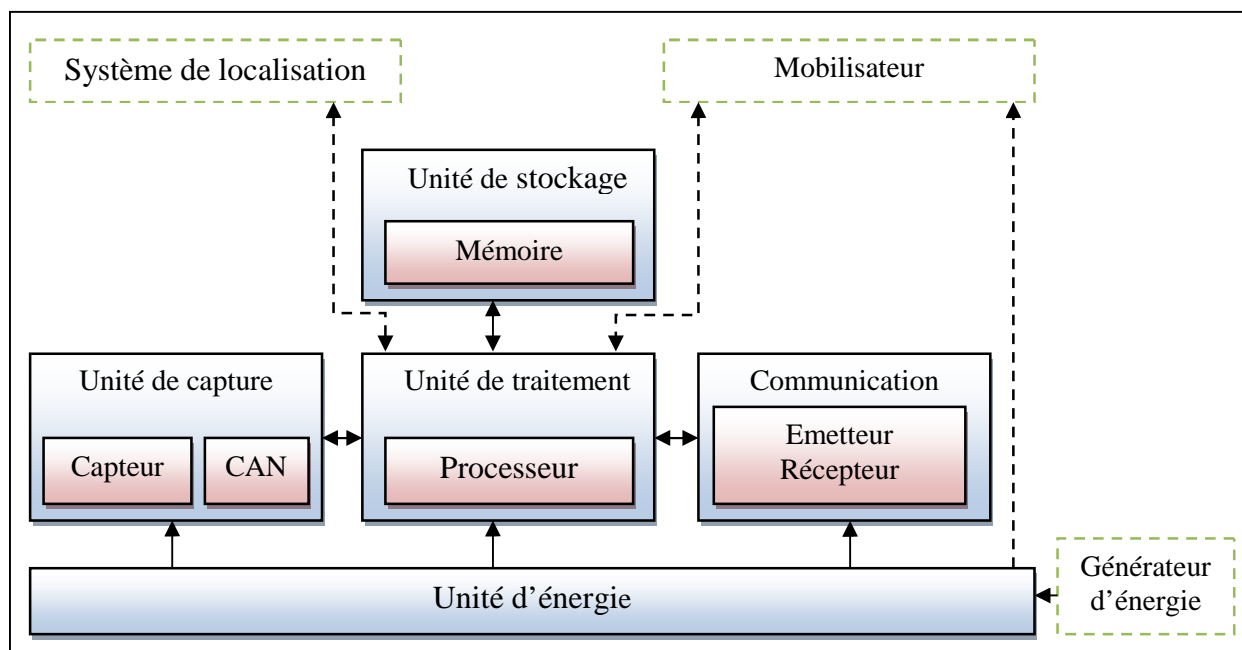 Système de localisation
Mobilisateur
Unité de stockage
Mémoire
Unité de capture
Capteur
CAN
Unité de traitement
Processeur
Communication
Emetteur
Récepteur
Unité d’énergie
Générateur
d’énergie